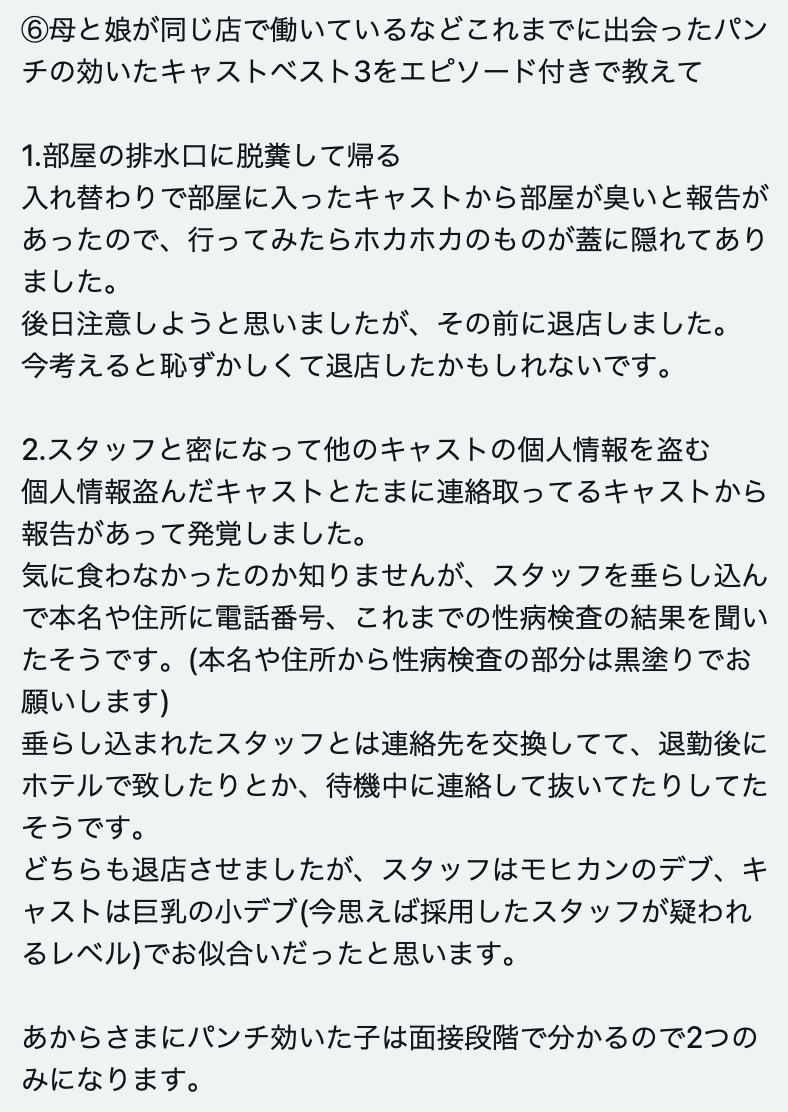 ⑥母と娘が同じ店で働いているなどこれまでに出会ったパン
チの効いたキャストベスト3をエピソード付きで教えて
1.部屋の排水口に脱糞して帰る
入れ替わりで部屋に入ったキャストから部屋が臭いと報告が
あったので、行ってみたらホカホカのものが蓋に隠れてあり
ました。
後日注意しようと思いましたが、その前に退店しました。
今考えると恥ずかしくて退店したかもしれないです。
2.スタッフと密になって他のキャストの個人情報を盗む
個人情報盗んだキャストとたまに連絡取ってるキャストから
報告があって発覚しました。
気に食わなかったのか知りませんが、スタッフを垂らし込ん
で本名や住所に電話番号、これまでの性病検査の結果を聞い
たそうです。(本名や住所から性病検査の部分は黒塗りでお
願いします)
垂らし込まれたスタッフとは連絡先を交換してて、退勤後に
ホテルで致したりとか、待機中に連絡して抜いてたりしてた
そうです。
どちらも退店させましたが、スタッフはモヒカンのデブ、キ
ャストは巨乳の小デブ(今思えば採用したスタッフが疑われ
るレベル)でお似合いだったと思います。
あからさまにパンチ効いた子は面接段階で分かるので2つの
みになります。